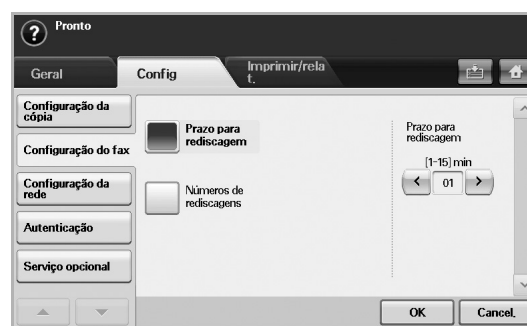 Pronto
Geral
Config
Imprimir/rela
t.
Configuração da
cópia
Configuração do fax
Configuração da
rede
Autenticação
Serviço opcional
Prazo para
rediscagem
Números de
rediscagens
Prazo para
rediscagem
[1-15] min
01
OK
Cancel.